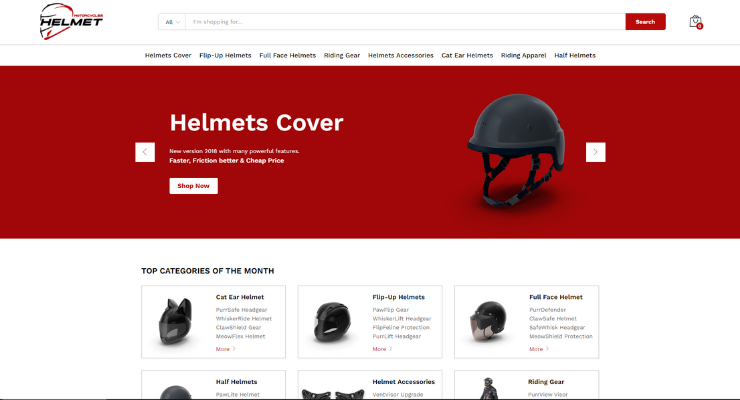 MOTORCYCLES
HELMET
All
I'm shopping for...
Search
0
Helmets Cover Flip-Up Helmets Full Face Helmets Riding Gear Helmets Accessories Cat Ear Helmets Riding Apparel Half Helmets
Helmets Cover
New version 2018 with many powerful features.
Faster, Friction better & Cheap Price
Shop Now
TOP CATEGORIES OF THE MONTH
Cat Ear Helmet
PurrSafe Headgear
WhiskerRide Helmet
ClawShield Gear
MeowFlex Helmet
More
Flip-Up Helmets
PawFlip Gear
WhiskerLift Headgear
FlipFeline Protection
PurrLift Headgear
More
Full Face Helmet
PurrDefender
ClawSafe Helmet
SafeWhisk Headgear
MeowShield Protection
More
Half Helmets
PawLite Helmet
Helmet Accessories
VentVisor Upgrade
Riding Gear
PurrView Visor